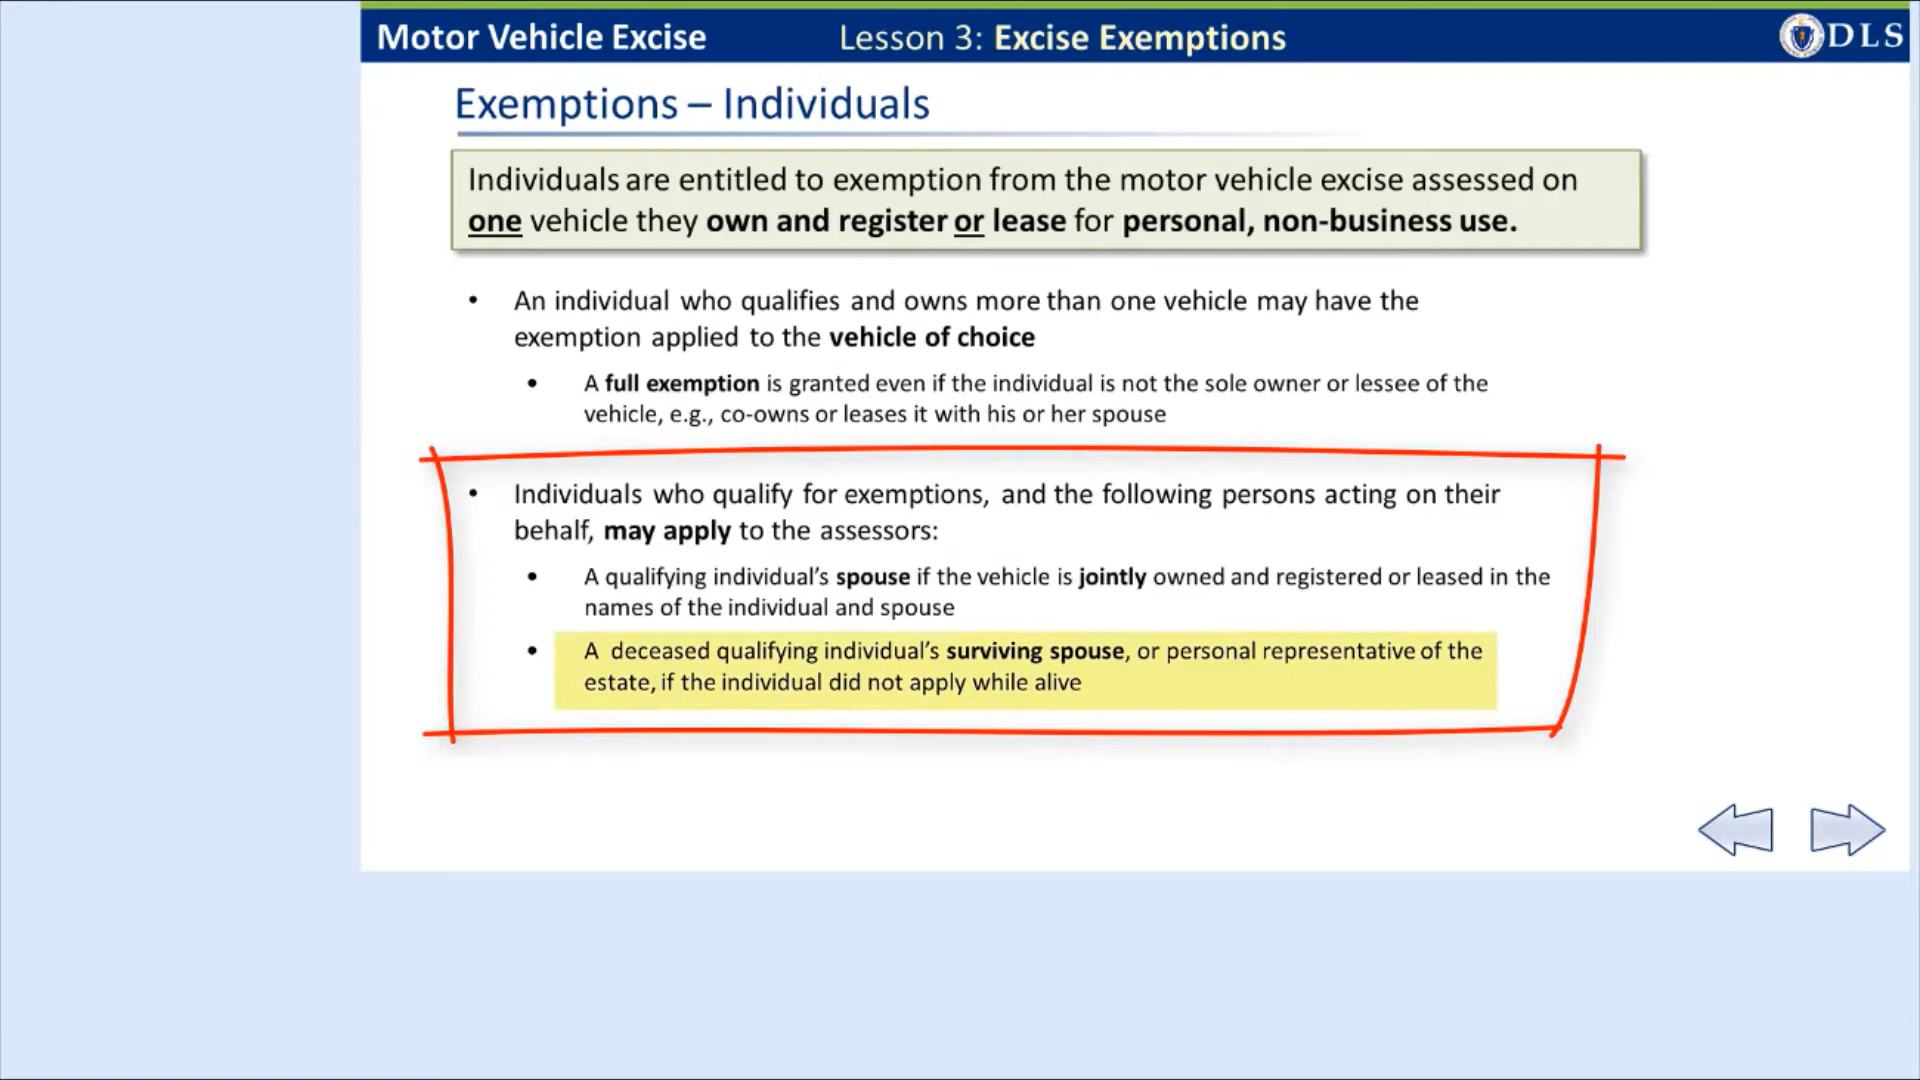 Motor Vehicle Excise Lesson 3: Excise Exemptions DLS
Exemptions – Individuals
Individuals are entitled to exemption from the motor vehicle excise assessed on
one vehicle they own and register or lease for personal, non-business use.
• An individual who qualifies and owns more than one vehicle may have the
exemption applied to the vehicle of choice
• A full exemption is granted even if the individual is not the sole owner or lessee of the
vehicle, e.g., co-owns or leases it with his or her spouse
• Individuals who qualify for exemptions, and the following persons acting on their
behalf, may apply to the assessors:
• A qualifying individual’s spouse if the vehicle is jointly owned and registered or leased in the
names of the individual and spouse
• A deceased qualifying individual’s surviving spouse, or personal representative of the
estate, if the individual did not apply while alive